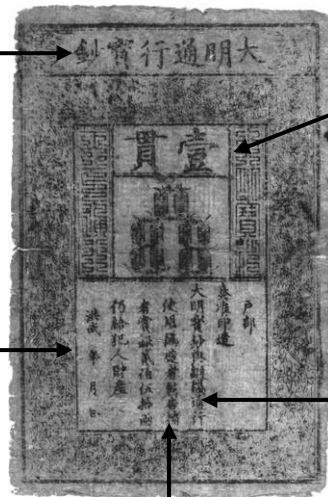 大明通行寶鈔
壹貫
戶部
奏准印造
大明寶鈔與銅錢通行
使用偽造者斬告捕
者賞銀貳佰伍拾兩
仍給犯人財產
洪武 年 月 日